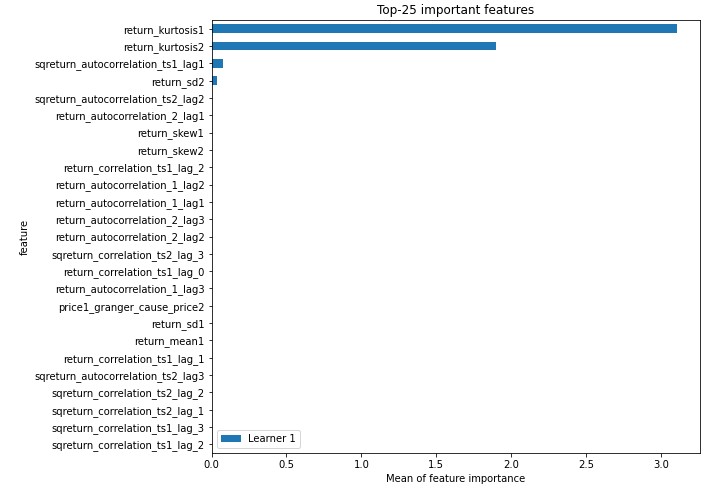 Top-25 important features
return_kurtosis1
return_kurtosis2
sqreturn_autocorrelation_ts1_lag1
return_sd2
sqreturn_autocorrelation_ts2_lag2
return_autocorrelation_2_lag1
return_skew1
return_skew2
return_correlation_ts1_lag_2
return_autocorrelation_1_lag2
return_autocorrelation_1_lag1
return_autocorrelation_2_lag3
return_autocorrelation_2_lag2
sqreturn_correlation_ts2_lag_3
return_correlation_ts1_lag_0
return_autocorrelation_1_lag3
price1_granger_cause_price2
return_sd1
return_mean1
return_correlation_ts1_lag_1
sqreturn_autocorrelation_ts2_lag3
sqreturn_correlation_ts2_lag_2
sqreturn_correlation_ts2_lag_1
sqreturn_correlation_ts1_lag_3
sqreturn_correlation_ts1_lag_2
feature
Learner 1
0.0 0.5 1.0 1.5 2.0 2.5 3.0
Mean of feature importance